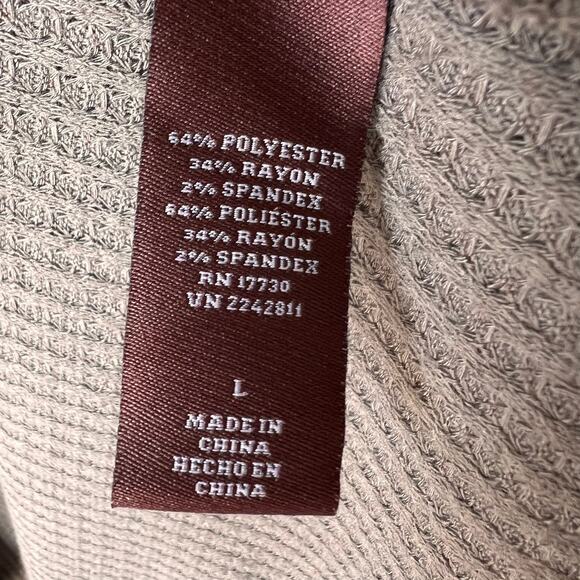 64% POLYESTER
34% RAYON
2% SPANDEX
64% POLIÉSTER
34% RAYÓN
2% SPANDEX
RN 17730
VN 2242811
L
MADE IN
CHINA
HECHO EN
CHINA